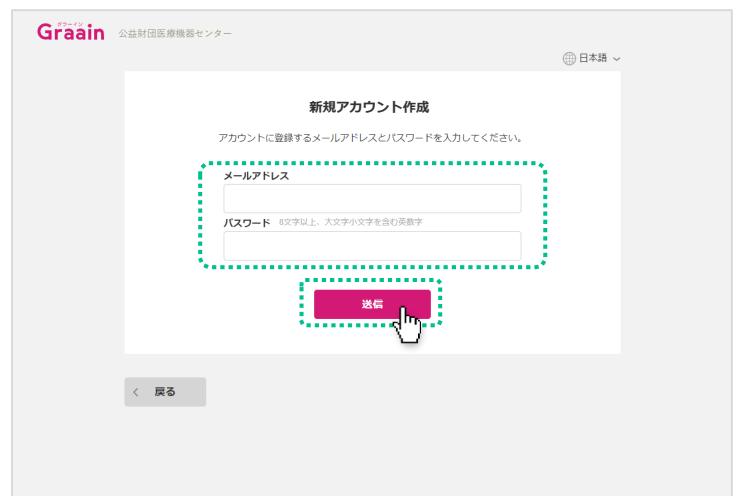 グラーイン
Graain 公益財団医療機器センター
日本語
新規アカウント作成
アカウントに登録するメールアドレスとパスワードを入力してください。
メールアドレス
パスワード 8文字以上、大文字小文字を含む英数字
送信
戻る